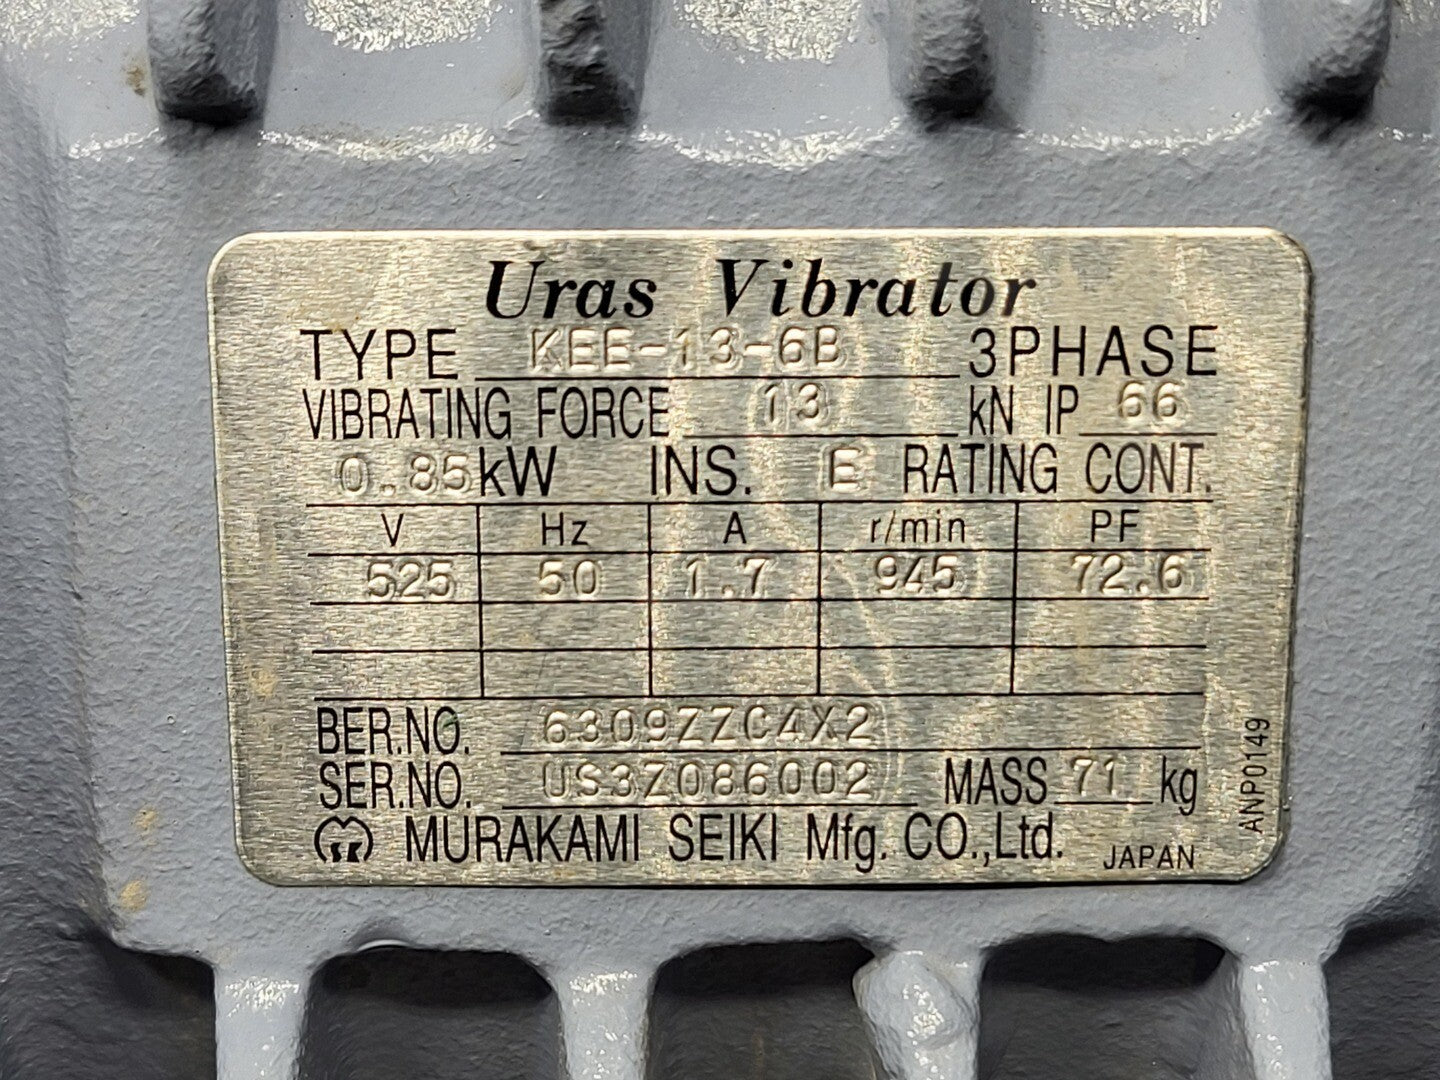 Uras Vibrator
TYPE KEE-13-6B 3PHASE
VIBRATING FORCE 13 kN IP 66
0.85kW INS. E RATING CONT.
V Hz A r/min PF
525 50 1.7 945 72.6
BER.NO. 6309ZZC4X2
SER.NO. US3Z086002 MASS 71 kg
MURAKAMI SEIKI Mfg. CO.,Ltd. JAPAN
ANP0149